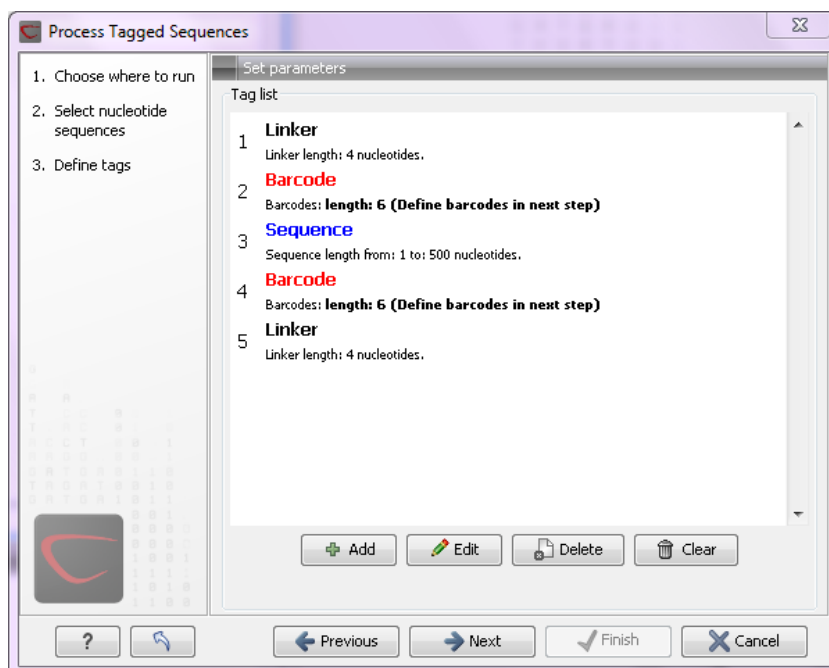 Process Tagged Sequences
1. Choose where to run
2. Select nucleotide
sequences
3. Define tags
Set parameters
Tag list
1 Linker
Linker length: 4 nucleotides.
2 Barcode
Barcodes: length: 6 (Define barcodes in next step)
3 Sequence
Sequence length from: 1 to: 500 nucleotides.
4 Barcode
Barcodes: length: 6 (Define barcodes in next step)
5 Linker
Linker length: 4 nucleotides.
Add Edit Delete Clear
? Previous Next Finish Cancel